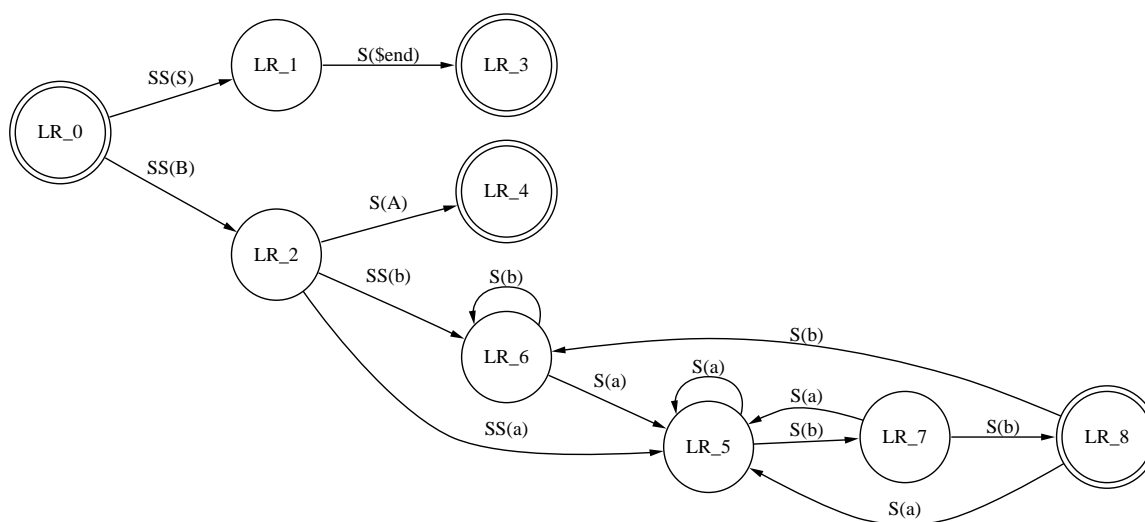 LR_0
SS(S)
SS(B)
LR_1
S($end)
LR_3
LR_2
S(A)
LR_4
SS(b)
SS(a)
S(b)
LR_6
S(a)
S(b)
S(a)
LR_5
S(a)
S(b)
LR_7
S(b)
LR_8
S(a)